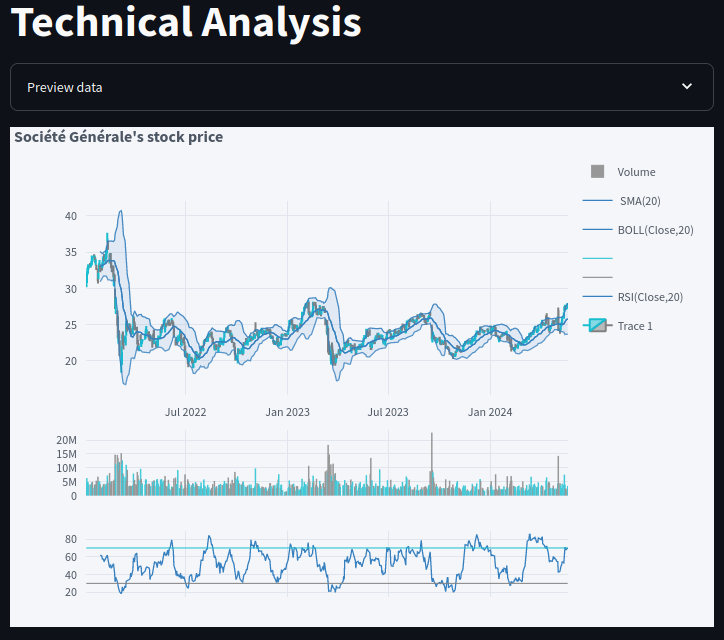 Technical Analysis
Preview data
Société Générale's stock price
Volume
SMA(20)
BOLL(Close,20)
RSI(Close,20)
Trace 1
40
35
30
25
20
Jul 2022 Jan 2023 Jul 2023 Jan 2024
20M
15M
10M
5M
0
80
60
40
20